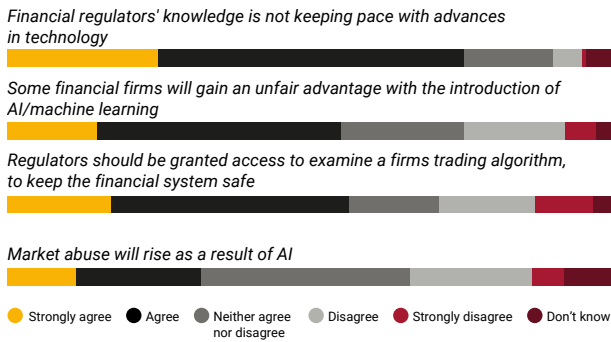 Financial regulators' knowledge is not keeping pace with advances
in technology
Some financial firms will gain an unfair advantage with the introduction of
AI/machine learning
Regulators should be granted access to examine a firms trading algorithm,
to keep the financial system safe
Market abuse will rise as a result of AI
Strongly agree Agree Neither agree Disagree Strongly disagree Don't know
nor disagree